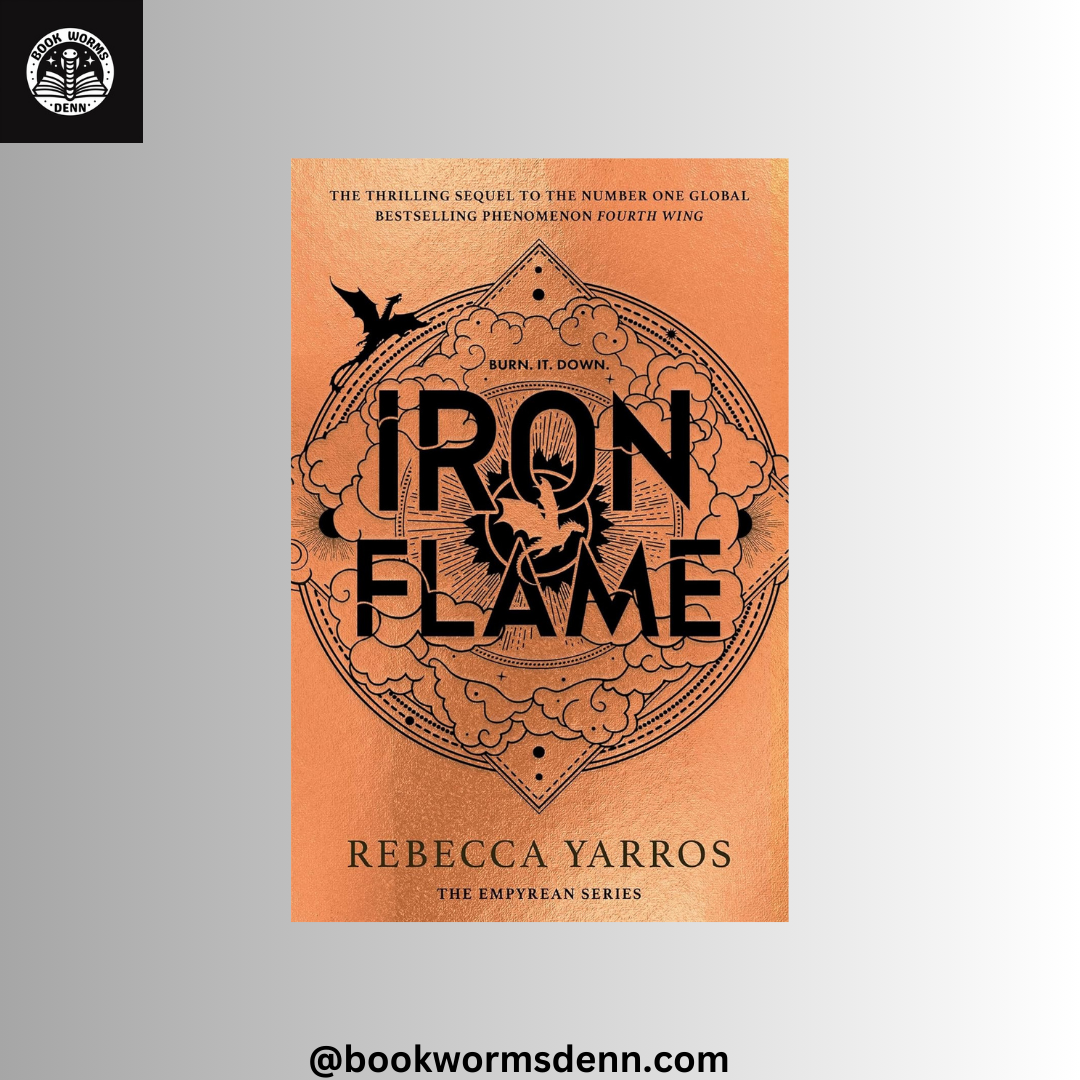 BOOK WORMS
DENN
THE THRILLING SEQUEL TO THE NUMBER ONE GLOBAL
BESTSELLING PHENOMENON FOURTH WING
BURN. IT. DOWN.
IRON
FLAME
REBECCA YARROS
THE EMPYREAN SERIES
@bookwormsdenn.com